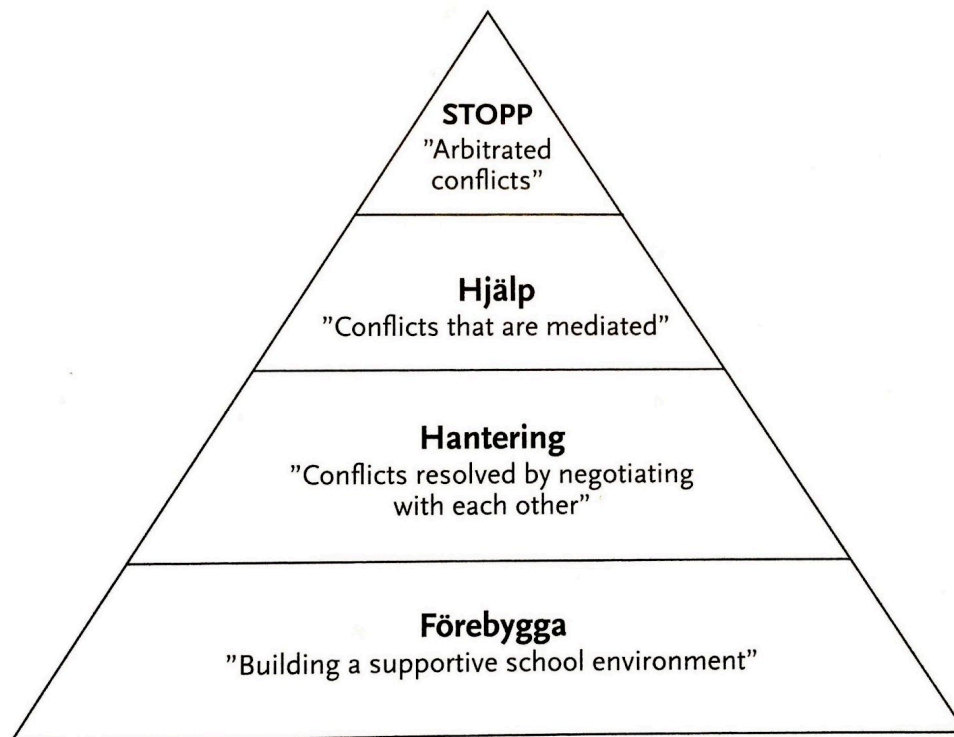 STOPP
”Arbitrated
conflicts”
Hjälp
”Conflicts that are mediated”
Hantering
”Conflicts resolved by negotiating
with each other”
Förebygga
”Building a supportive school environment”